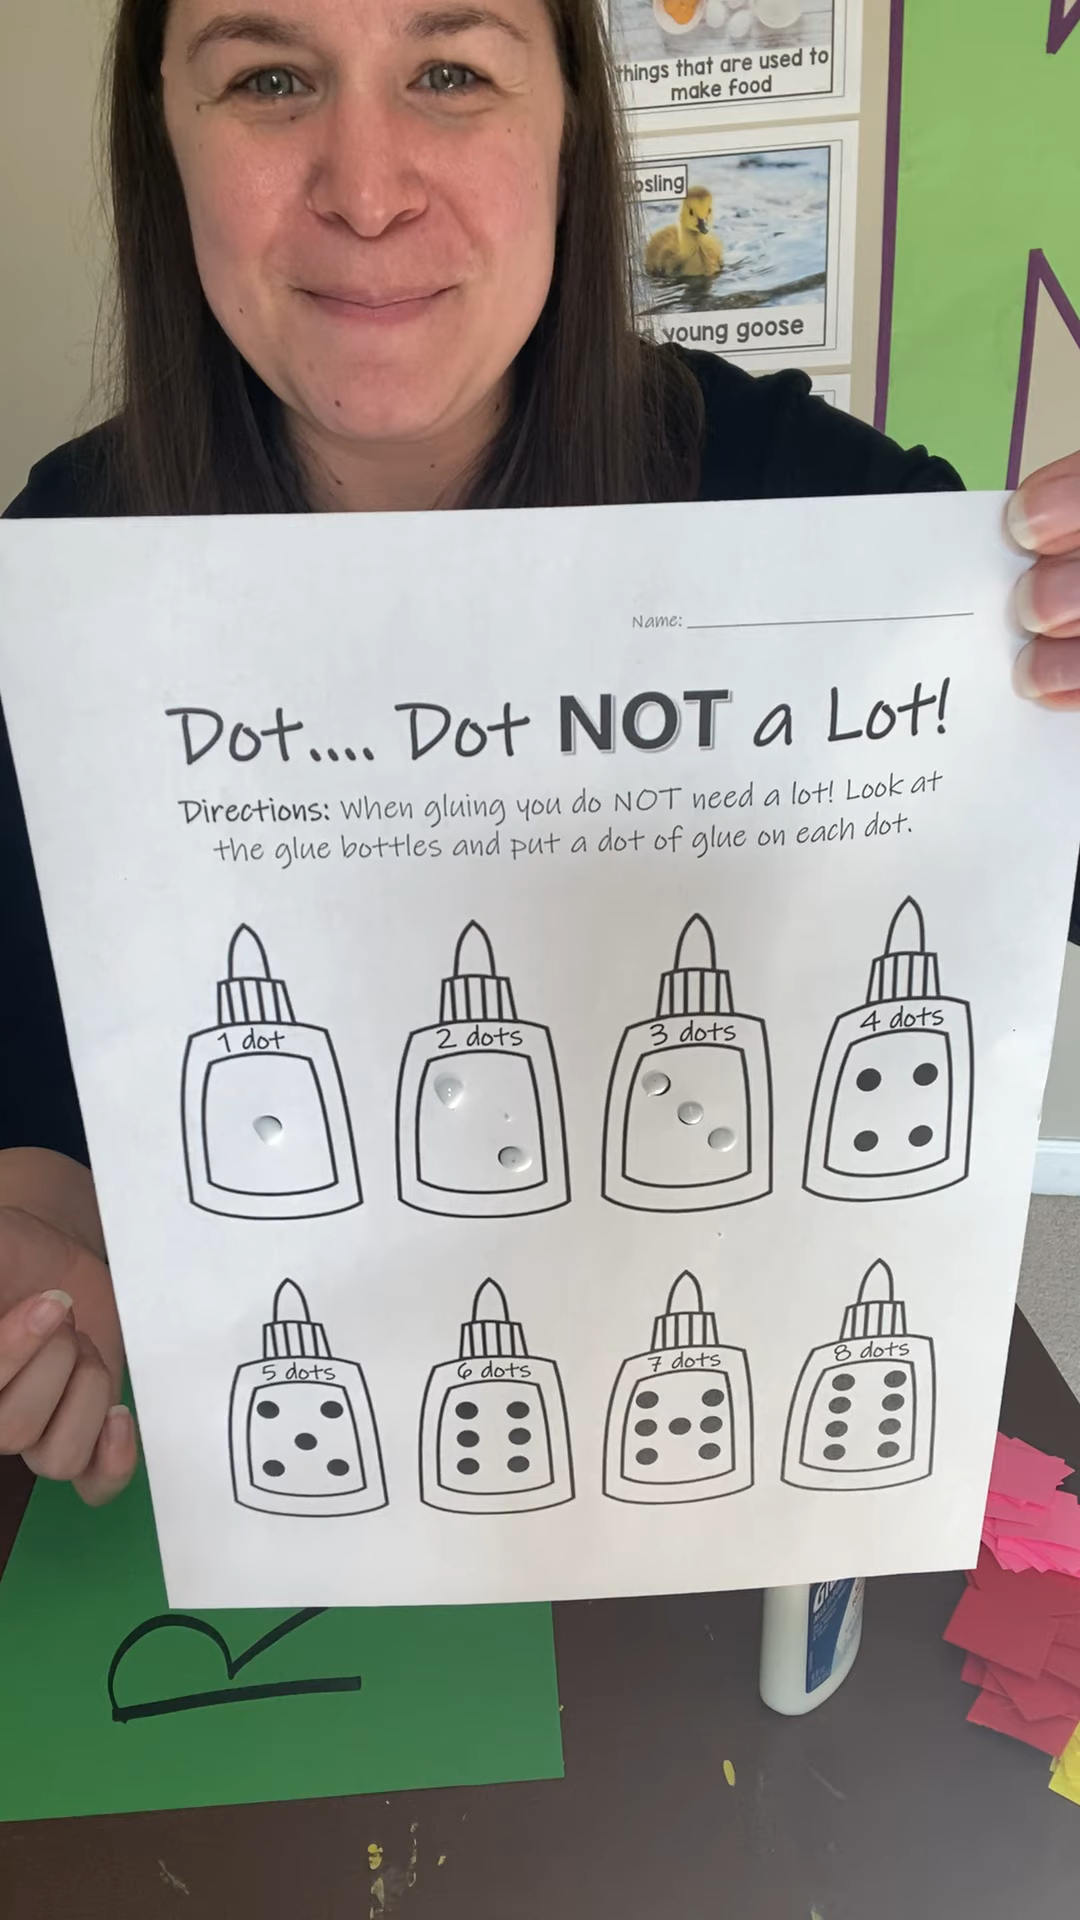 things that are used to
make food
osling
young goose
Name:
Dot.... Dot NOT a Lot!
Directions: When gluing you do NOT need a lot! Look at
the glue bottles and put a dot of glue on each dot.
1 dot
2 dots
3 dots
4 dots
5 dots
6 dots
7 dots
8 dots
R